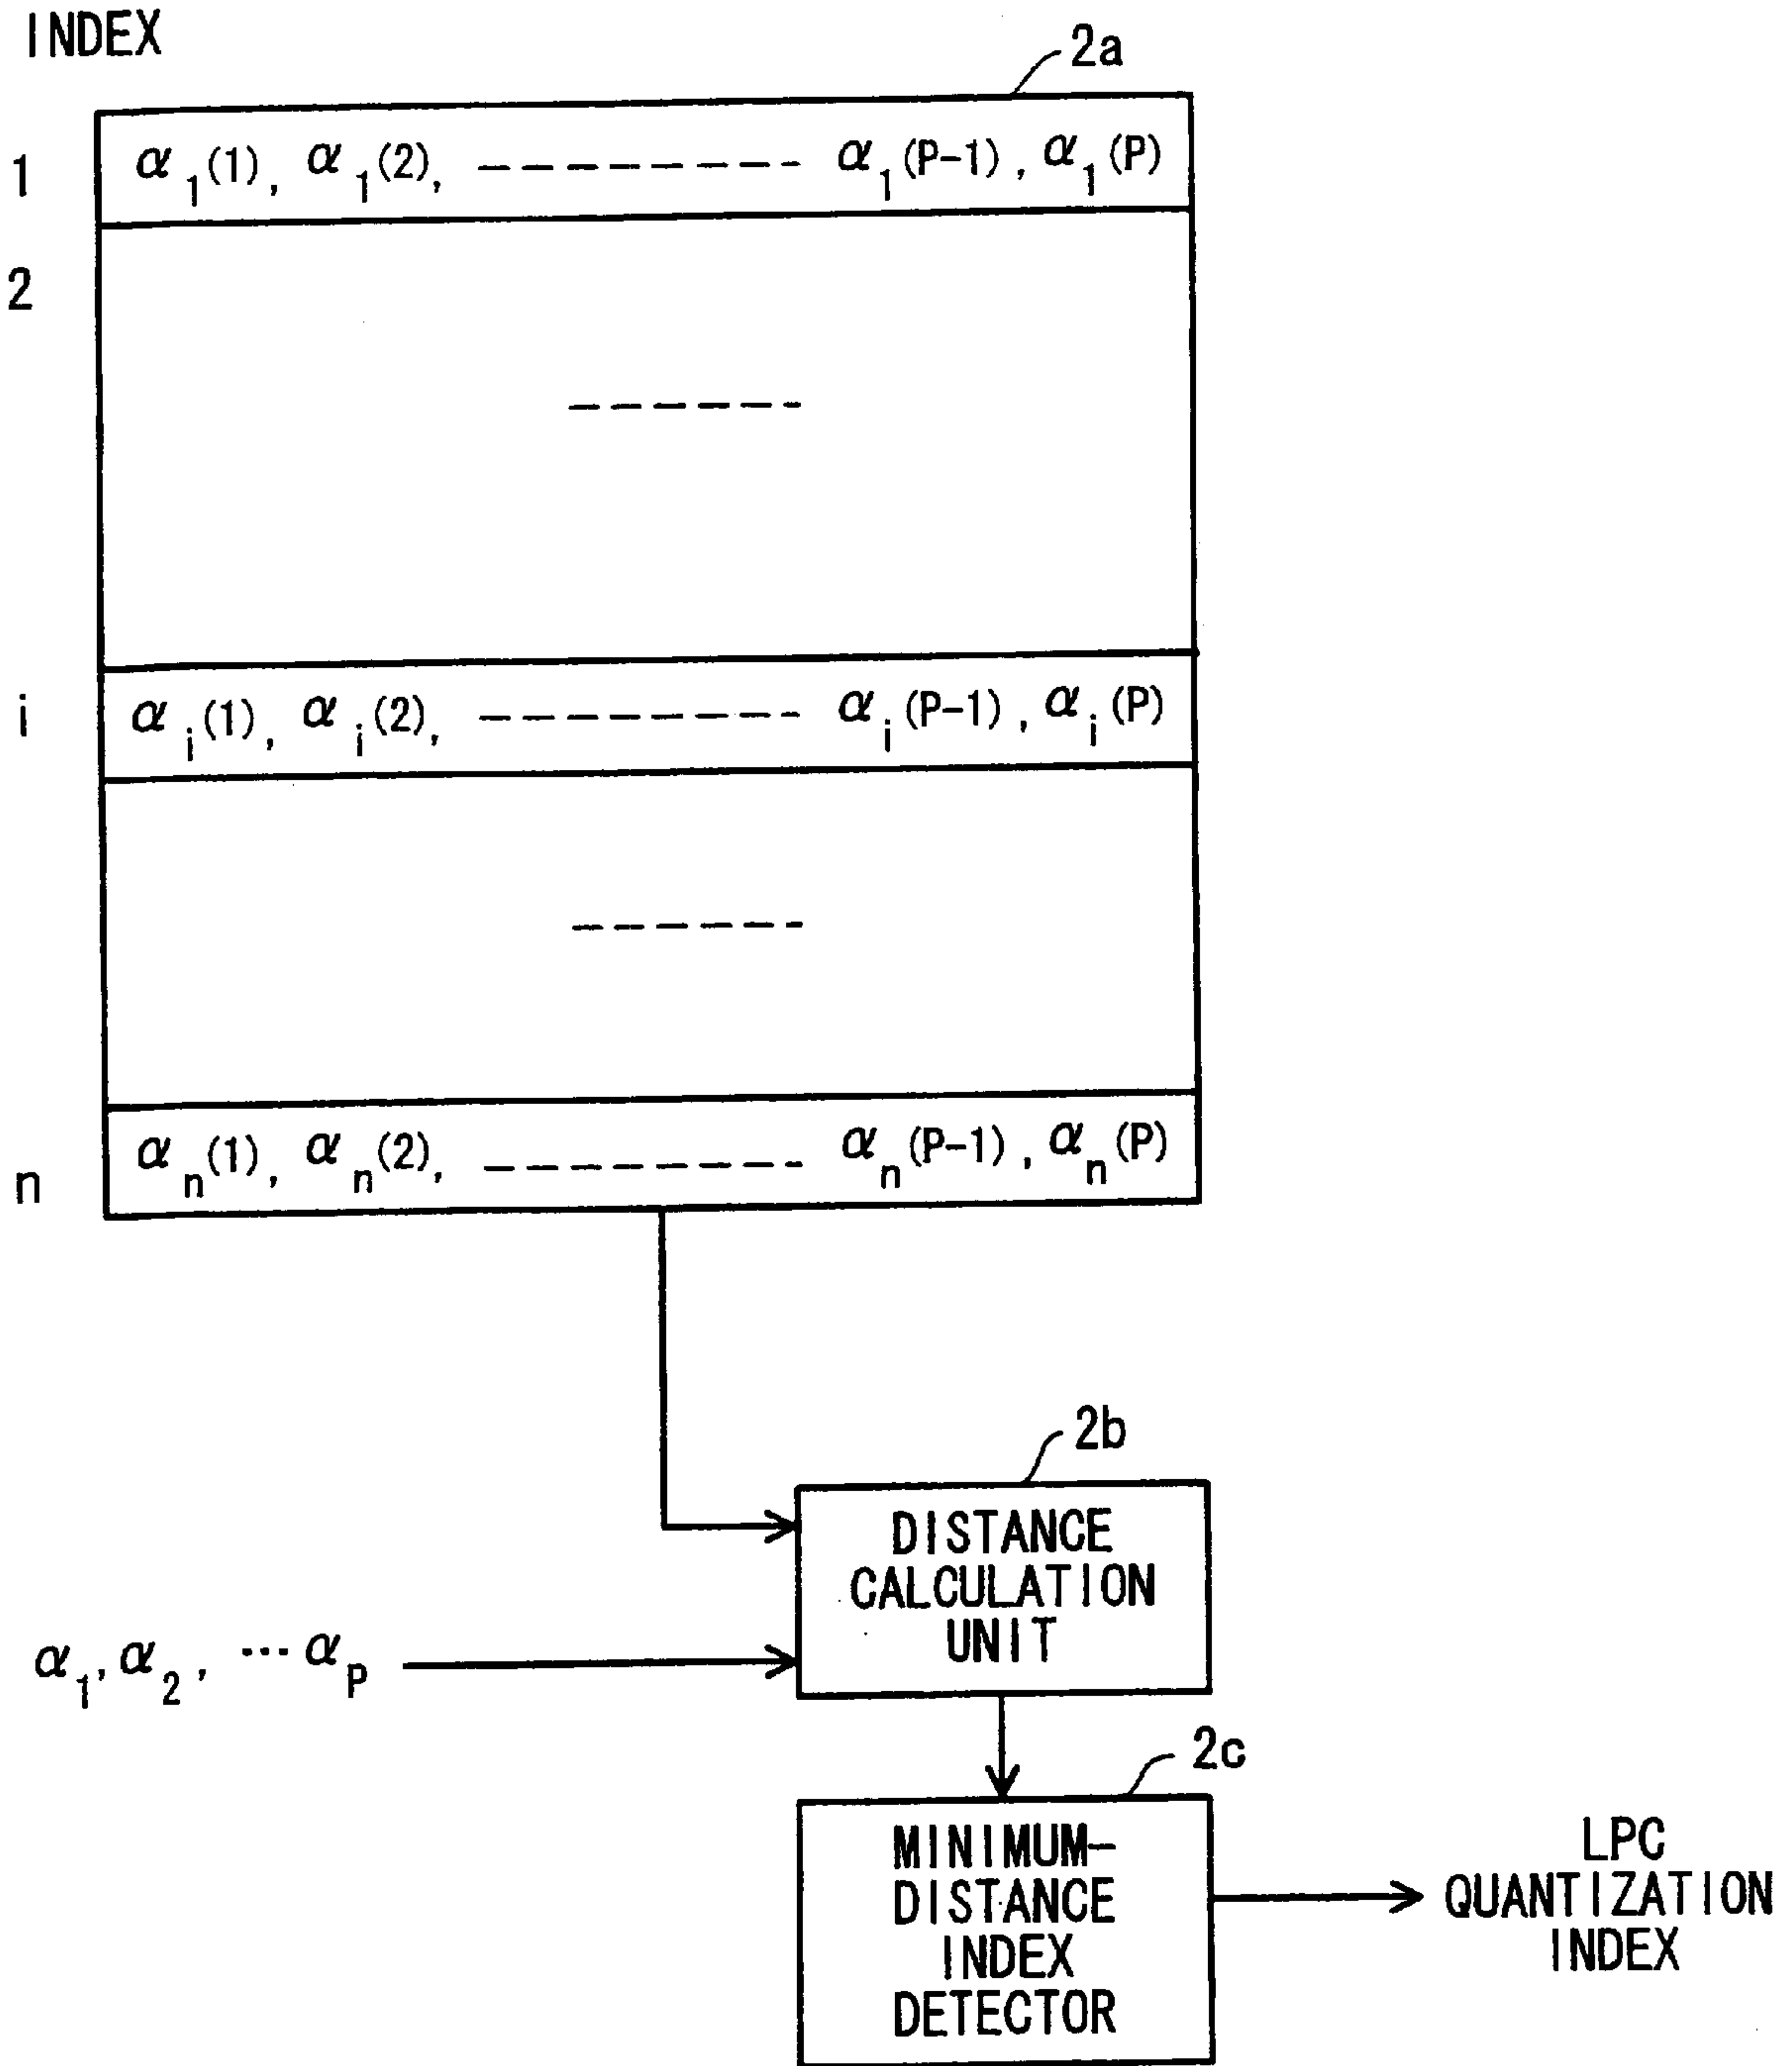 INDEX
2a
1 α₁(1), α₁(2), --------- α₁(P-1), α₁(P)
2
------
i αᵢ(1), αᵢ(2), --------- αᵢ(P-1), αᵢ(P)
------
n αₙ(1), αₙ(2), --------- αₙ(P-1), αₙ(P)
2b
DISTANCE
CALCULATION
UNIT
α₁, α₂, ··· α_P
2c
MINIMUM-
DISTANCE
INDEX
DETECTOR
LPC
QUANTIZATION
INDEX